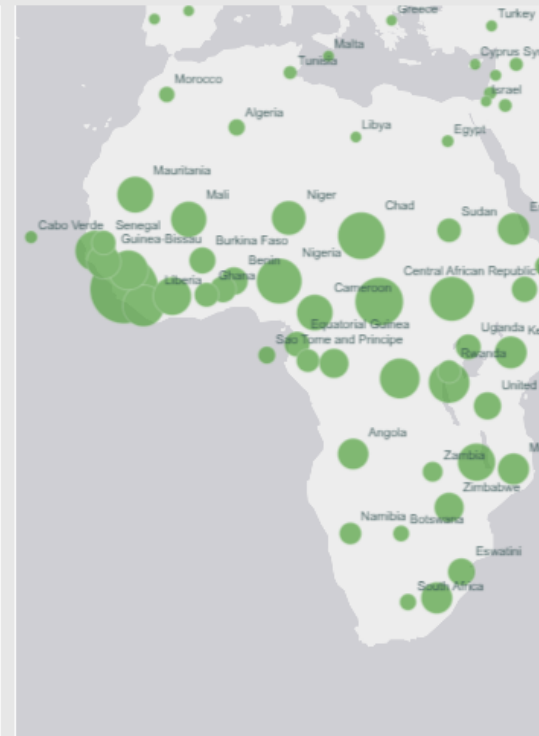 Greece
Turkey
Malta
Tunisia
Cyprus Syr
Morocco
Israel
Algeria
Libya
Egypt
Mauritania
Mali
Niger
Chad
Sudan
Cabo Verde
Senegal
Guinea-Bissau
Burkina Faso
Nigeria
Benin
Central African Republic
Liberia
Ghana
Cameroon
Equatorial Guinea
Uganda Ke
Sao Tome and Principe
Rwanda
United
Angola
Zambia
M
Zimbabwe
Namibia
Botswana
Eswatini
South Africa